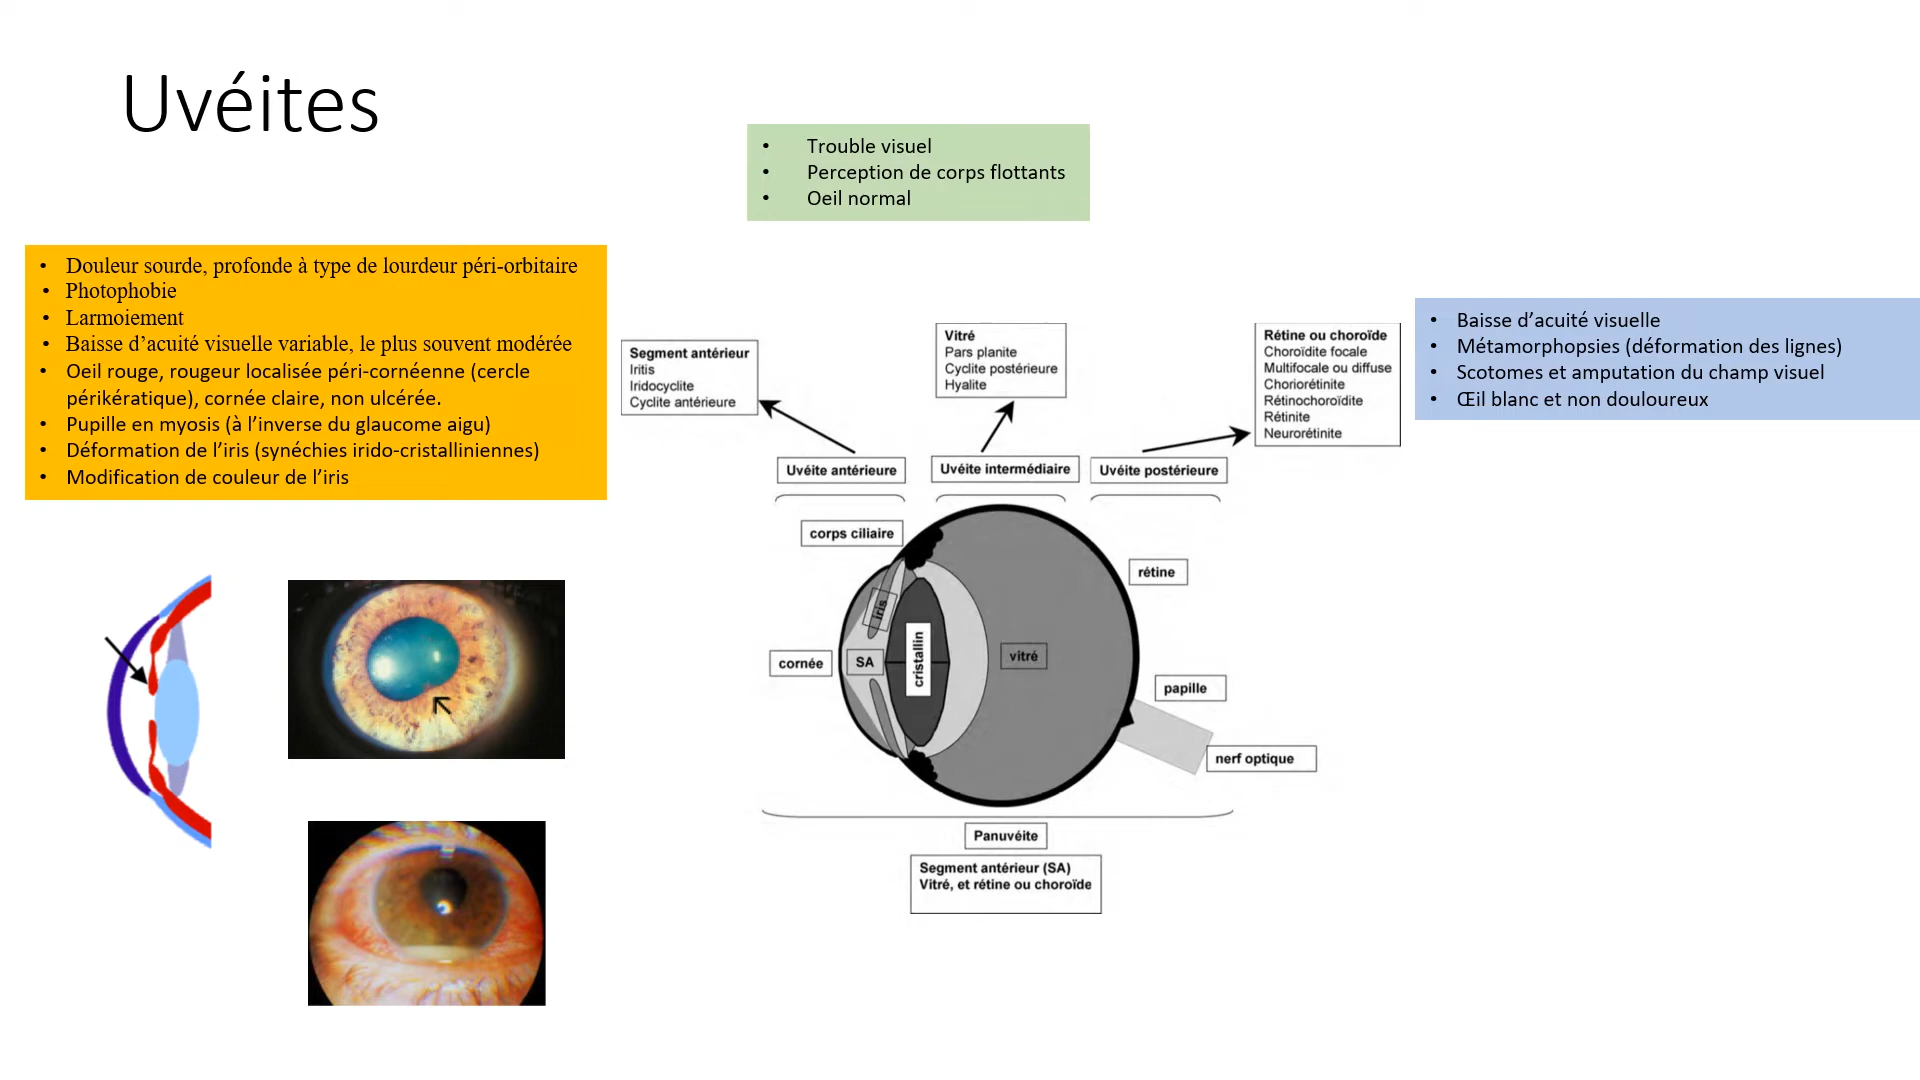 Uvéites
• Trouble visuel
• Perception de corps flottants
• Oeil normal
• Douleur sourde, profonde à type de lourdeur péri-orbitaire
• Photophobie
• Larmoiement
• Baisse d’acuité visuelle variable, le plus souvent modérée
• Oeil rouge, rougeur localisée péri-cornéenne (cercle
périkératique), cornée claire, non ulcérée.
• Pupille en myosis (à l’inverse du glaucome aigu)
• Déformation de l’iris (synéchies irido-cristalliniennes)
• Modification de couleur de l’iris
Segment antérieur
Iritis
Iridocyclite
Cyclite antérieure
Vitré
Pars planite
Cyclite postérieure
Hyalite
Rétine ou choroïde
Choroïdite focale
Multifocale ou diffuse
Choriorétinite
Rétinochoroïdite
Rétinite
Neurorétinite
• Baisse d’acuité visuelle
• Métamorphopsies (déformation des lignes)
• Scotomes et amputation du champ visuel
• Œil blanc et non douloureux
Uvéite antérieure
Uvéite intermédiaire
Uvéite postérieure
corps ciliaire
rétine
iris
cornée
SA
cristallin
vitré
papille
nerf optique
Panuvéite
Segment antérieur (SA)
Vitré, et rétine ou choroïde